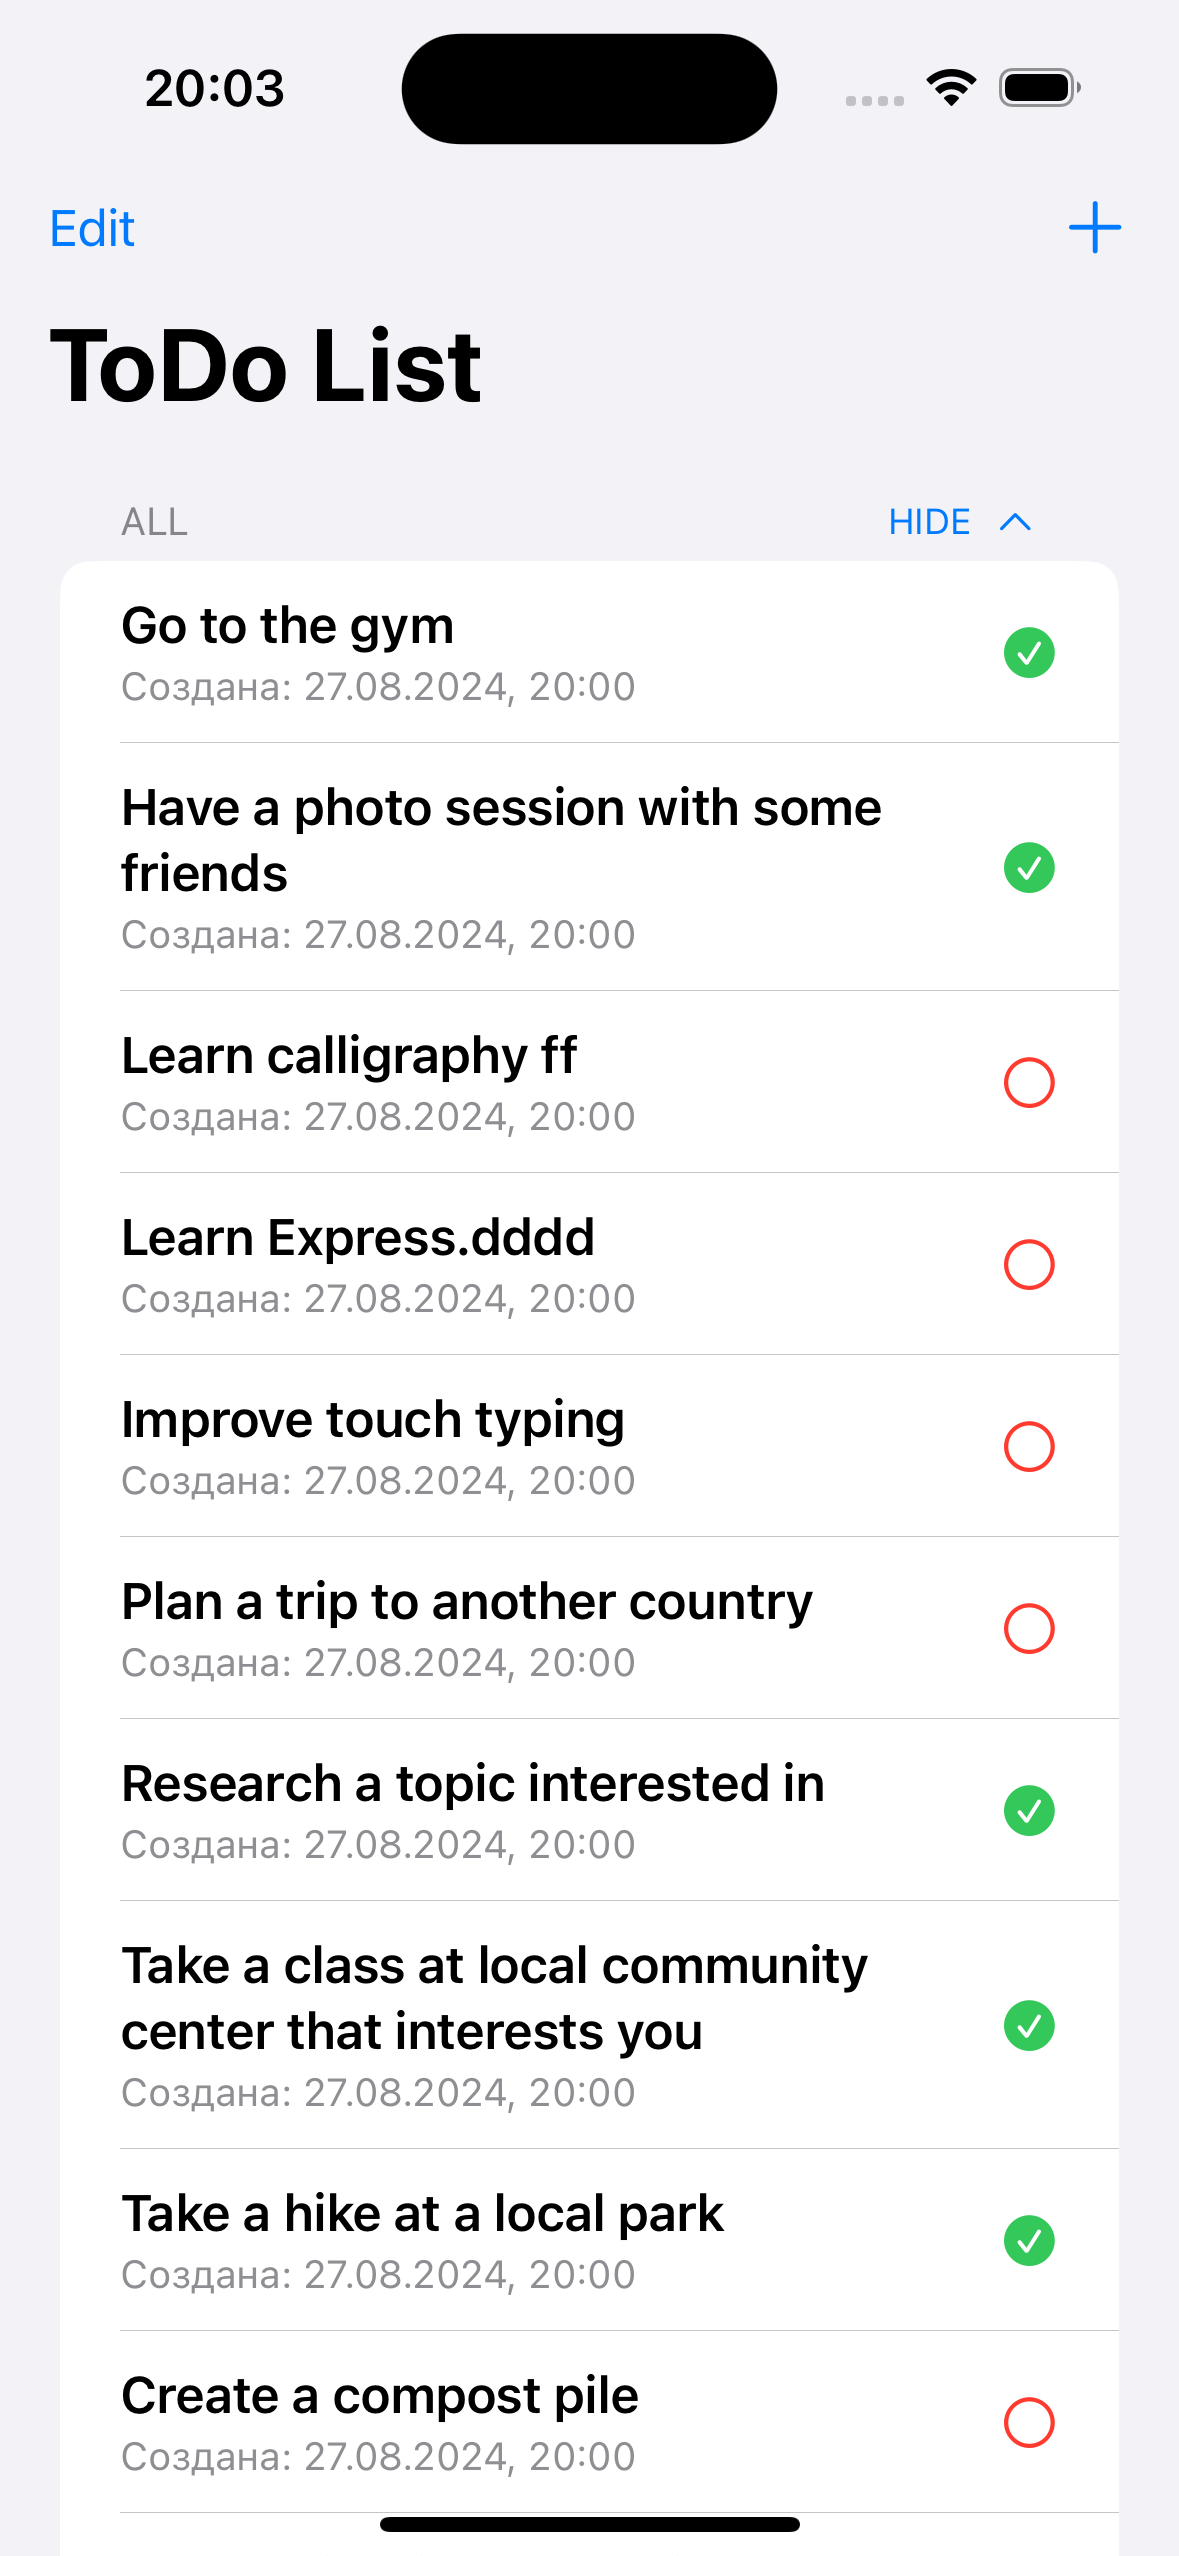 20:03
Edit
ToDo List
ALL
HIDE
Go to the gym
Создана: 27.08.2024, 20:00
Have a photo session with some
friends
Создана: 27.08.2024, 20:00
Learn calligraphy ff
Создана: 27.08.2024, 20:00
Learn Express.dddd
Создана: 27.08.2024, 20:00
Improve touch typing
Создана: 27.08.2024, 20:00
Plan a trip to another country
Создана: 27.08.2024, 20:00
Research a topic interested in
Создана: 27.08.2024, 20:00
Take a class at local community
center that interests you
Создана: 27.08.2024, 20:00
Take a hike at a local park
Создана: 27.08.2024, 20:00
Create a compost pile
Создана: 27.08.2024, 20:00